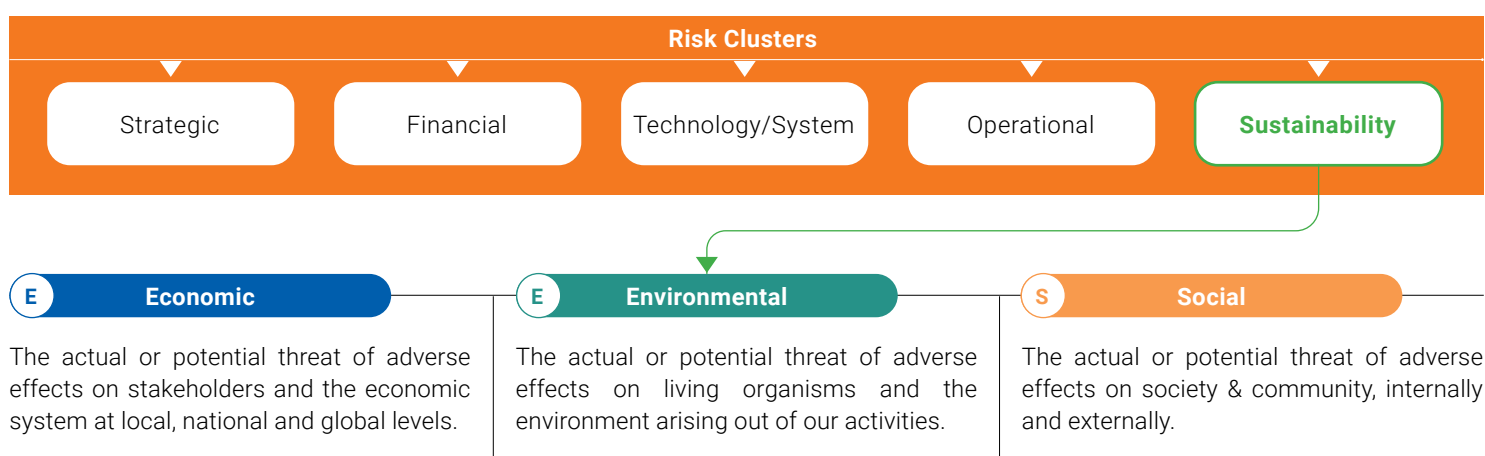 Risk Clusters
Strategic
Financial
Technology/System
Operational
Sustainability
E Economic
The actual or potential threat of adverse
effects on stakeholders and the economic
system at local, national and global levels.
E Environmental
The actual or potential threat of adverse
effects on living organisms and the
environment arising out of our activities.
S Social
The actual or potential threat of adverse
effects on society & community, internally
and externally.